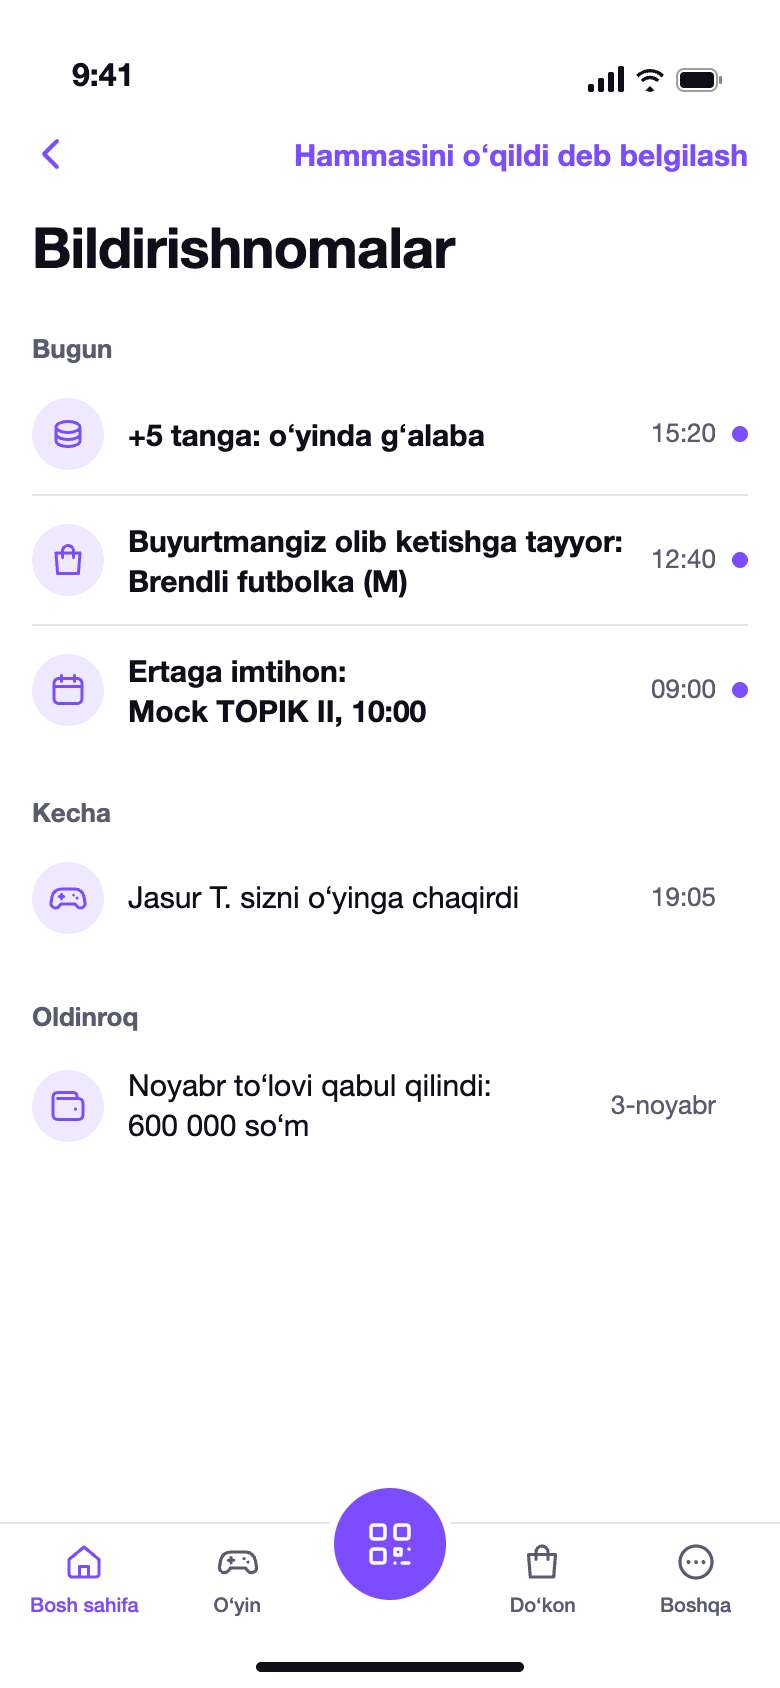 9:41
Hammasini o‘qildi deb belgilash
Bildirishnomalar
Bugun
+5 tanga: o‘yinda g‘alaba
15:20
Buyurtmangiz olib ketishga tayyor:
Brendli futbolka (M)
12:40
Ertaga imtihon:
Mock TOPIK II, 10:00
09:00
Kecha
Jasur T. sizni o‘yinga chaqirdi
19:05
Oldinroq
Noyabr to‘lovi qabul qilindi:
600 000 so‘m
3-noyabr
Bosh sahifa
O‘yin
Do‘kon
Boshqa